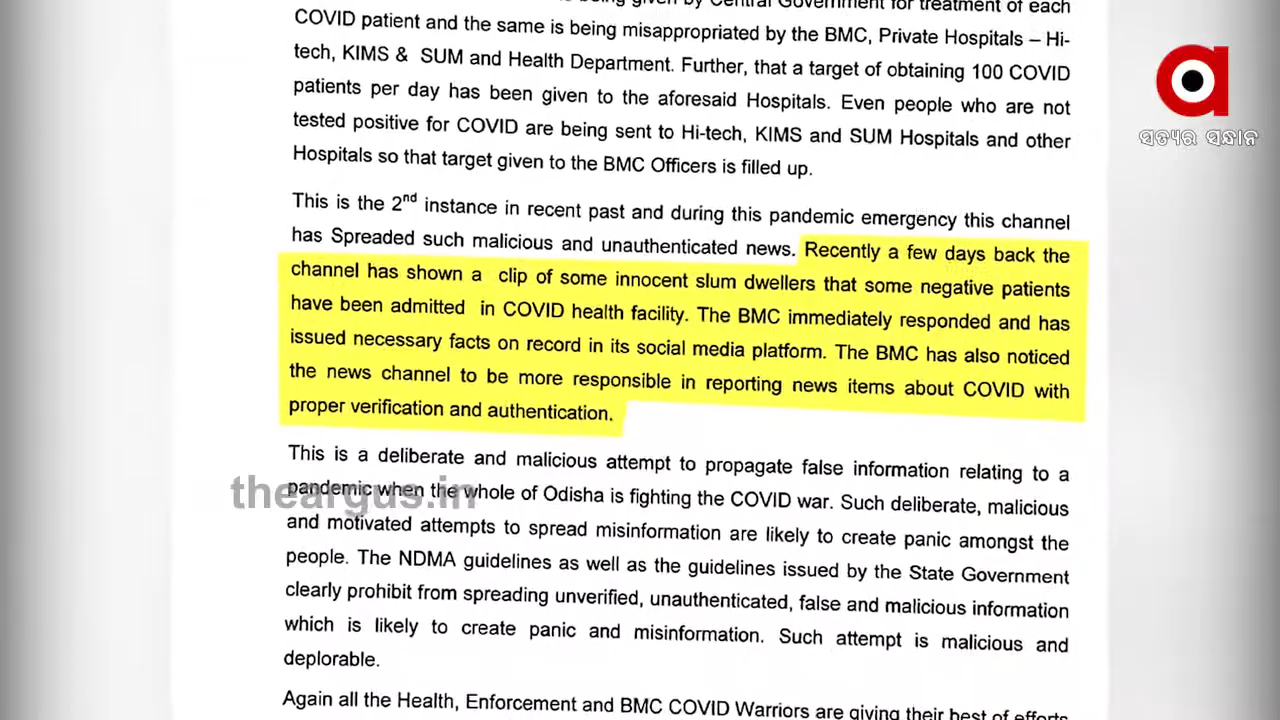 being given by Central Government for treatment of each
COVID patient and the same is being misappropriated by the BMC, Private Hospitals – Hi-
tech, KIMS & SUM and Health Department. Further, that a target of obtaining 100 COVID
patients per day has been given to the aforesaid Hospitals. Even people who are not
tested positive for COVID are being sent to Hi-tech, KIMS and SUM Hospitals and other
Hospitals so that target given to the BMC Officers is filled up.
This is the 2nd instance in recent past and during this pandemic emergency this channel
has Spreaded such malicious and unauthenticated news. Recently a few days back the
channel has shown a clip of some innocent slum dwellers that some negative patients
have been admitted in COVID health facility. The BMC immediately responded and has
issued necessary facts on record in its social media platform. The BMC has also noticed
the news channel to be more responsible in reporting news items about COVID with
proper verification and authentication.
This is a deliberate and malicious attempt to propagate false information relating to a
pandemic when the whole of Odisha is fighting the COVID war. Such deliberate, malicious
and motivated attempts to spread misinformation are likely to create panic amongst the
people. The NDMA guidelines as well as the guidelines issued by the State Government
clearly prohibit from spreading unverified, unauthenticated, false and malicious information
which is likely to create panic and misinformation. Such attempt is malicious and
deplorable.
Again all the Health, Enforcement and BMC COVID Warriors are giving their best of efforts
theargus.in
ସତ୍ୟର ସନ୍ଧାନ